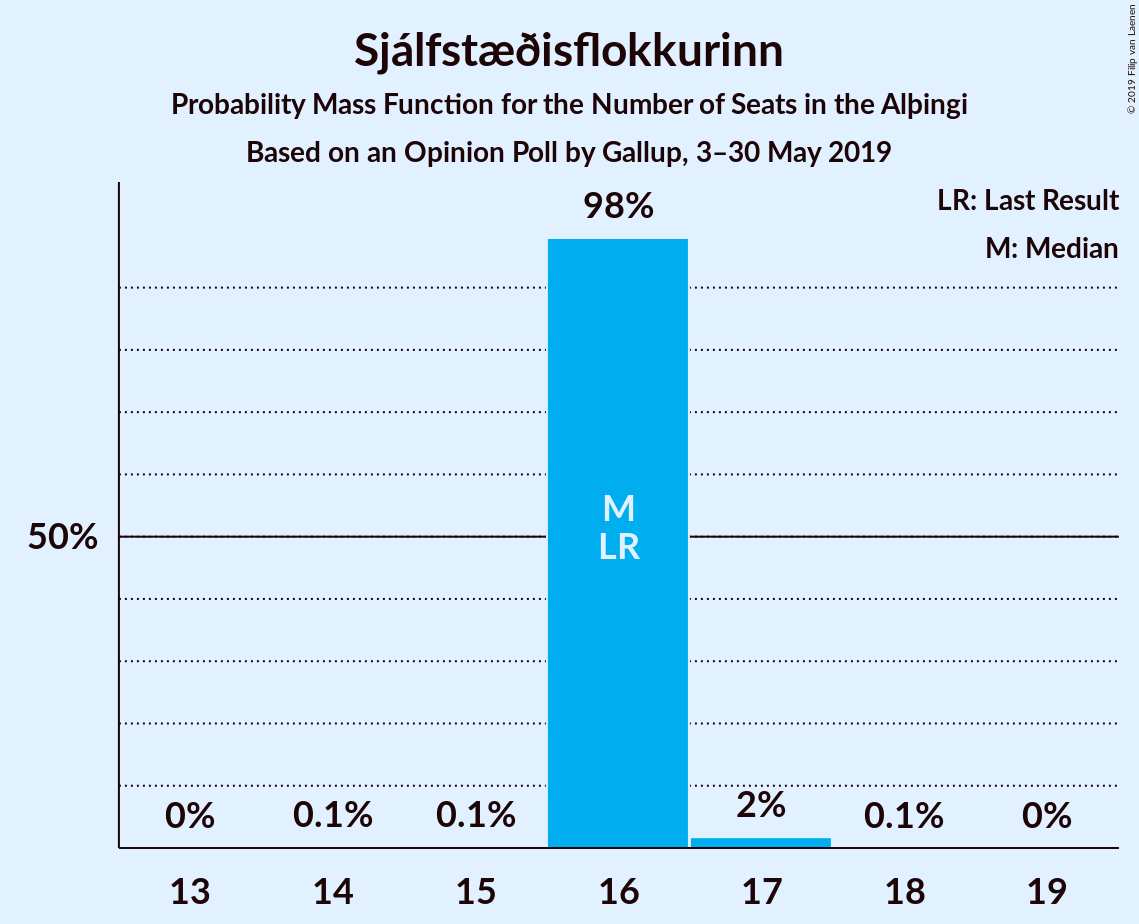 Sjálfstæðisflokkurinn
Probability Mass Function for the Number of Seats in the Alþingi
Based on an Opinion Poll by Gallup, 3–30 May 2019
© 2019 Filip van Laenen
LR: Last Result
M: Median
98%
M
LR
50%
0%
0.1%
0.1%
2%
0.1%
0%
13
14
15
16
17
18
19